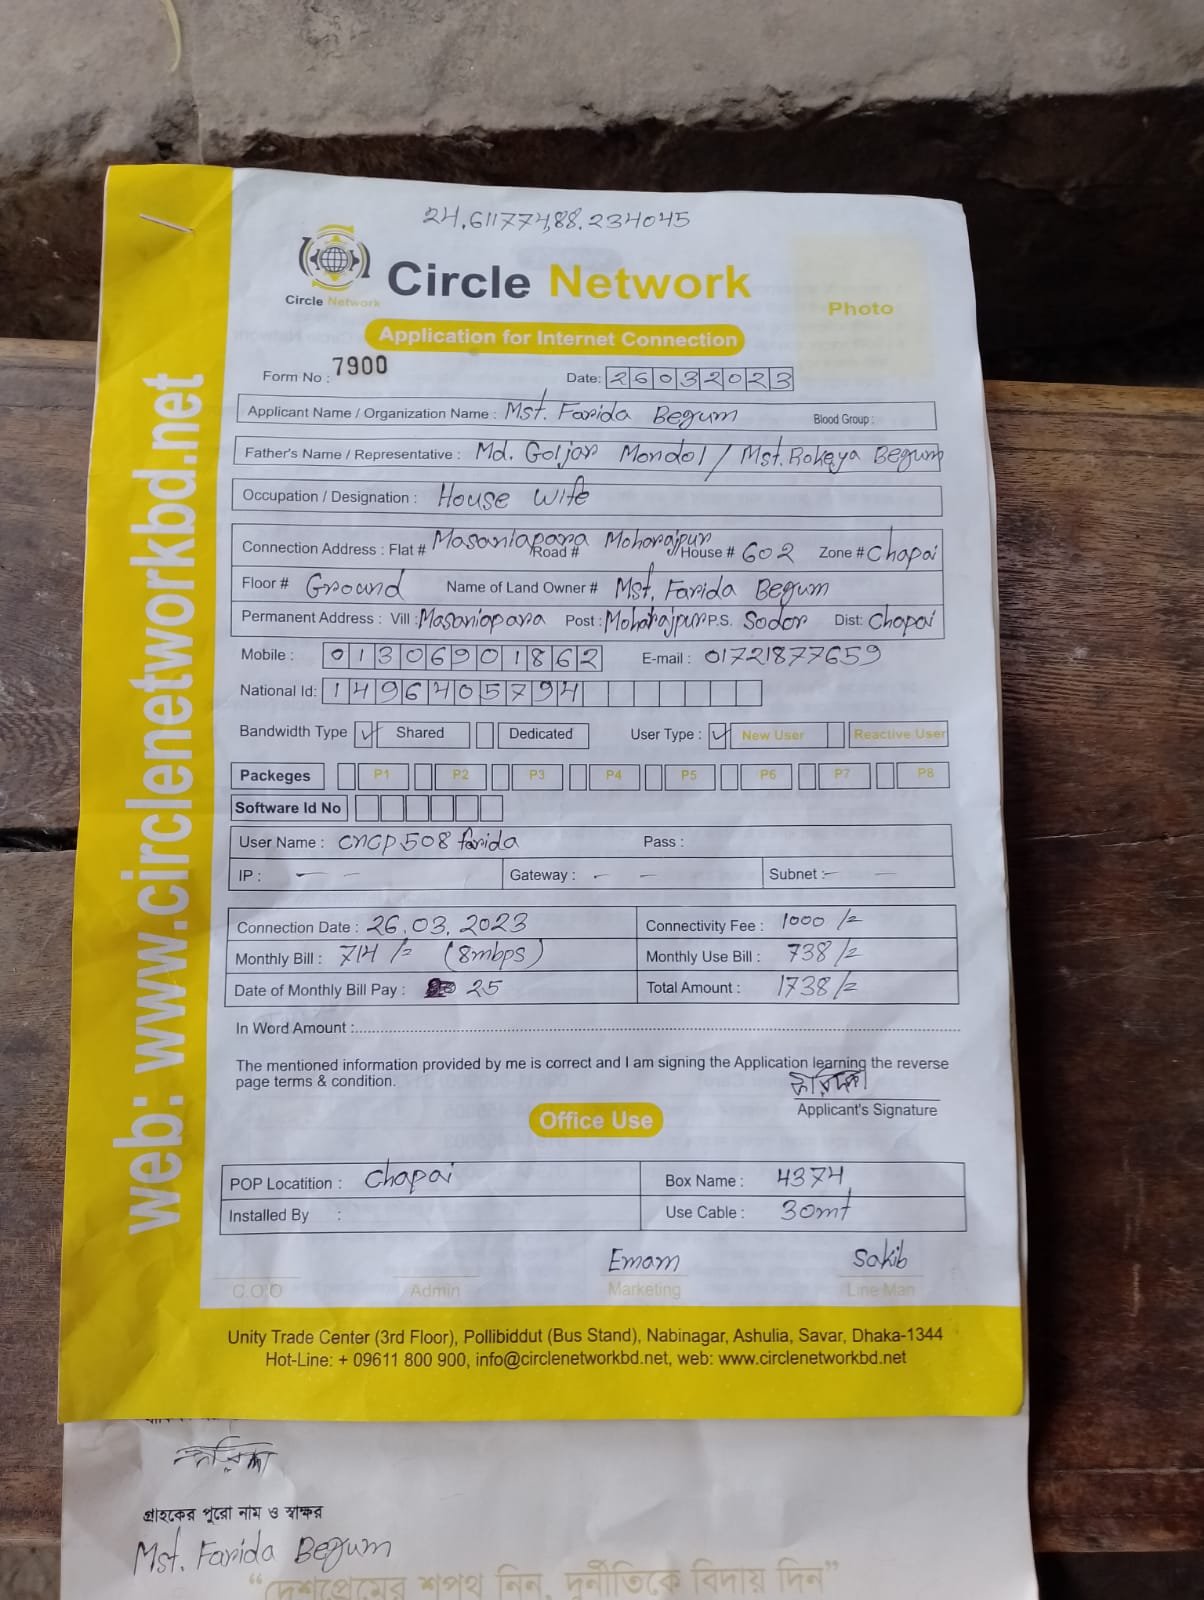 24.611774,88.234045
Circle Network
Circle Network
Photo
Application for Internet Connection
Form No : 7900 Date: 26032023
Applicant Name / Organization Name : Mst. Farida Begum Blood Group :
Father's Name / Representative : Md. Goljar Mondol / Mst. Rokeya Begum
Occupation / Designation : House wife
Connection Address : Flat # Masaniapara Road # Moharajpur House # 602 Zone # Chapai
Floor # Ground Name of Land Owner # Mst. Farida Begum
Permanent Address : Vill : Masaniapara Post : Moharajpur P.S. Sodor Dist: Chapai
Mobile : 01306901862 E-mail : 01721877659
National Id: 1496405794
Bandwidth Type Shared Dedicated User Type : New User Reactive User
Packeges P1 P2 P3 P4 P5 P6 P7 P8
Software Id No
User Name : CNCP508farida Pass :
IP : — — Gateway : — — Subnet :— —
Connection Date : 26.03.2023 Connectivity Fee : 1000/=
Monthly Bill : 714/= (8mbps) Monthly Use Bill : 738/=
Date of Monthly Bill Pay : 25 Total Amount : 1738/=
In Word Amount :
The mentioned information provided by me is correct and I am signing the Application learning the reverse
page terms & condition.
ফরিদা
Applicant's Signature
Office Use
POP Locatition : Chapai Box Name : 4374
Installed By : Use Cable : 30mt
Emam Sakib
C.O.O Admin Marketing Line Man
Unity Trade Center (3rd Floor), Pollibiddut (Bus Stand), Nabinagar, Ashulia, Savar, Dhaka-1344
Hot-Line: + 09611 800 900, info@circlenetworkbd.net, web: www.circlenetworkbd.net
web: www.circlenetworkbd.net
ফরিদা
গ্রাহকের পুরো নাম ও স্বাক্ষর
Mst. Farida Begum
“দেশপ্রেমের শপথ নিন, দুর্নীতিকে বিদায় দিন”